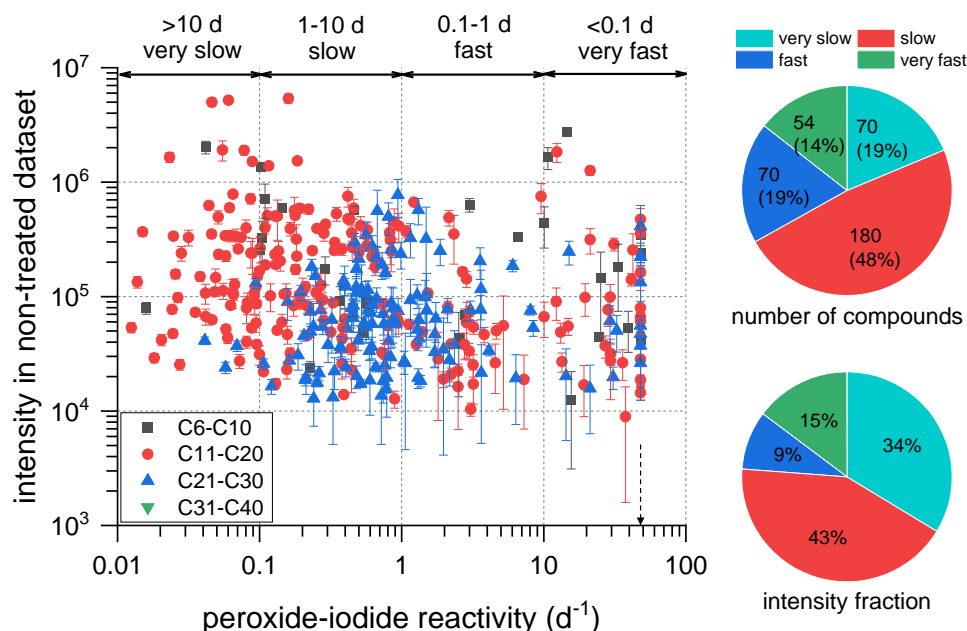 >10 d
very slow
1-10 d
slow
0.1-1 d
fast
<0.1 d
very fast
intensity in non-treated dataset
10^7
10^6
10^5
10^4
10^3
C6-C10
C11-C20
C21-C30
C31-C40
0.01
0.1
1
10
100
peroxide-iodide reactivity (d^-1)
very slow
slow
fast
very fast
54
(14%)
70
(19%)
70
(19%)
180
(48%)
number of compounds
15%
34%
9%
43%
intensity fraction